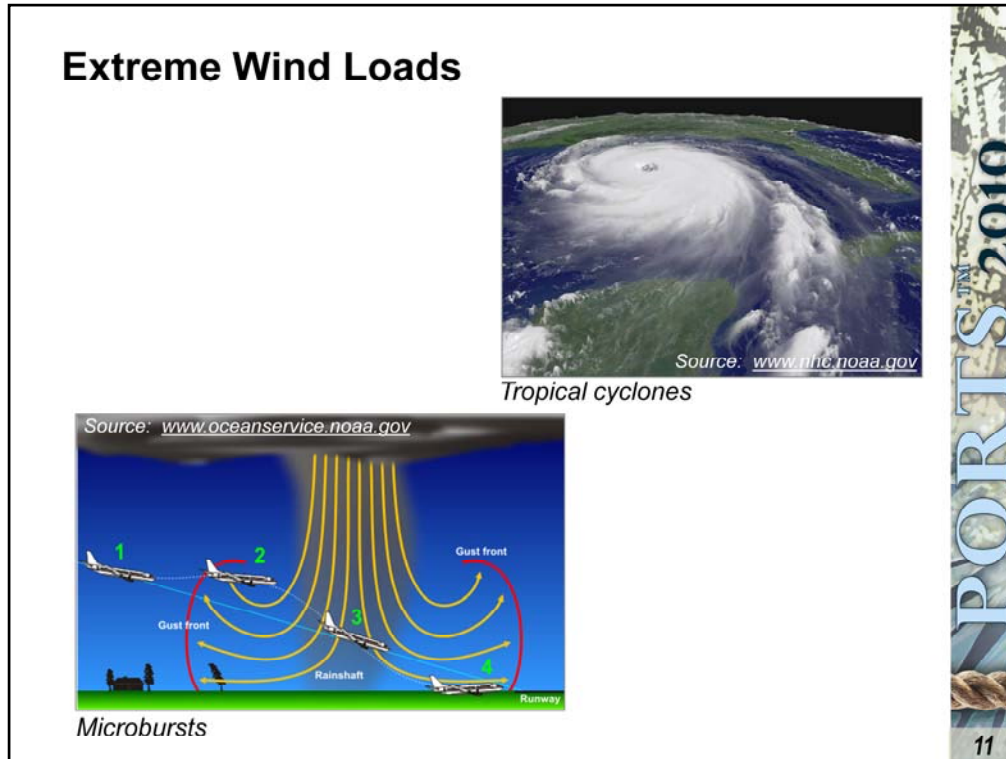 Extreme Wind Loads
Source: www.nhc.noaa.gov
Tropical cyclones
Source: www.oceanservice.noaa.gov
1
2
Gust front
3
Gust front
4
Rainshaft
Runway
Microbursts
PORTS™ 2010
11